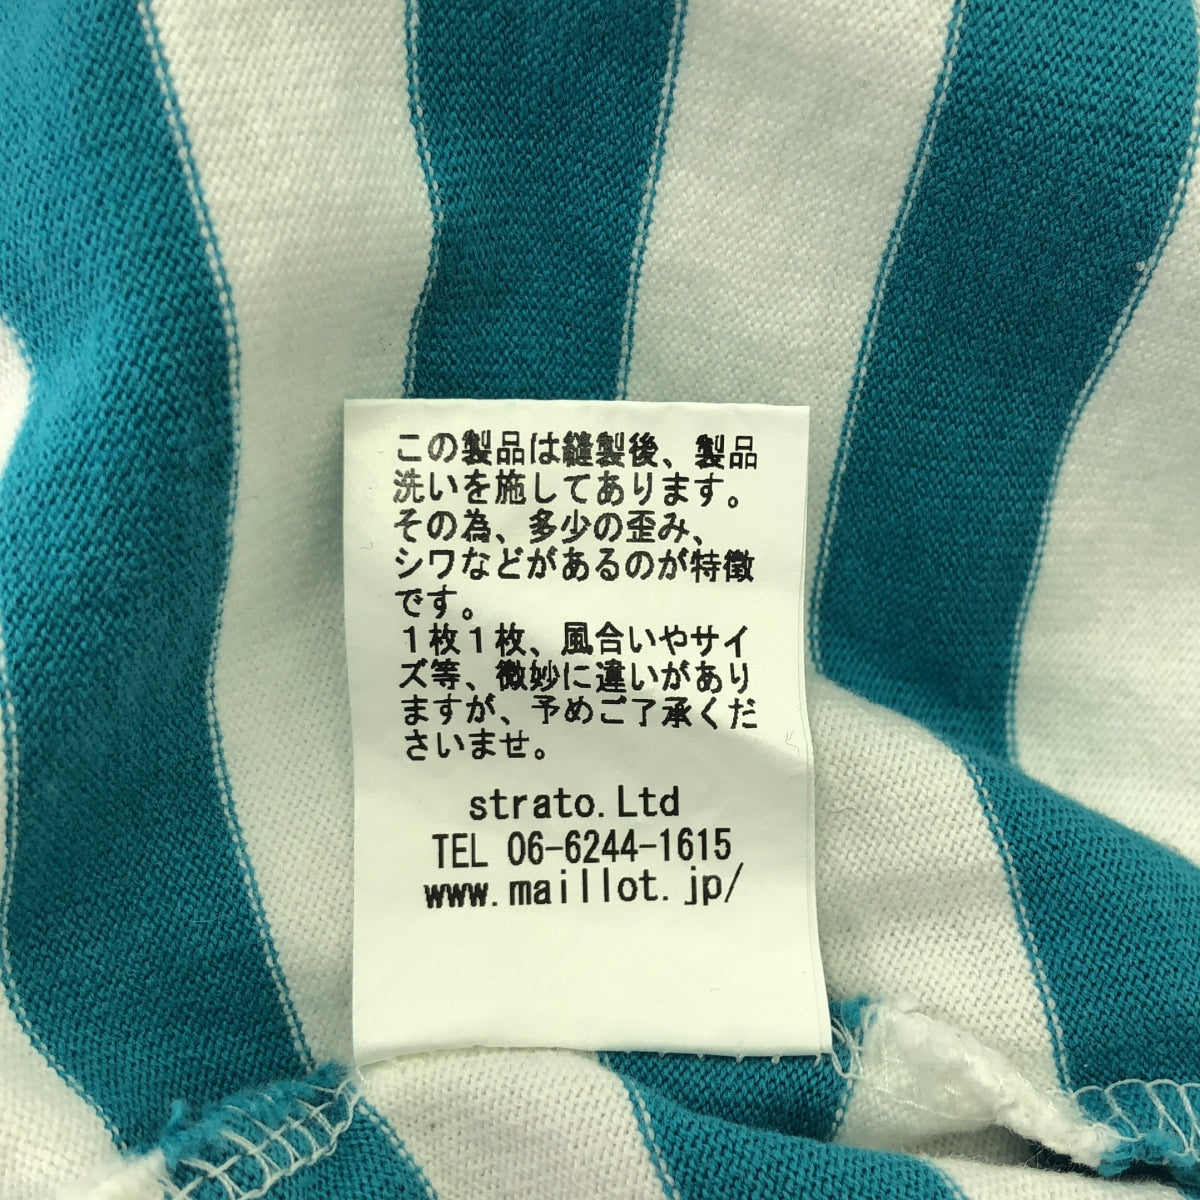 この製品は縫製後、製品
洗いを施してあります。
その為、多少の歪み、
シワなどがあるのが特徴
です。
１枚１枚、風合いやサイ
ズ等、微妙に違いがあり
ますが、予めご了承くだ
さいませ。
strato.Ltd
TEL 06-6244-1615
www.maillot.jp/